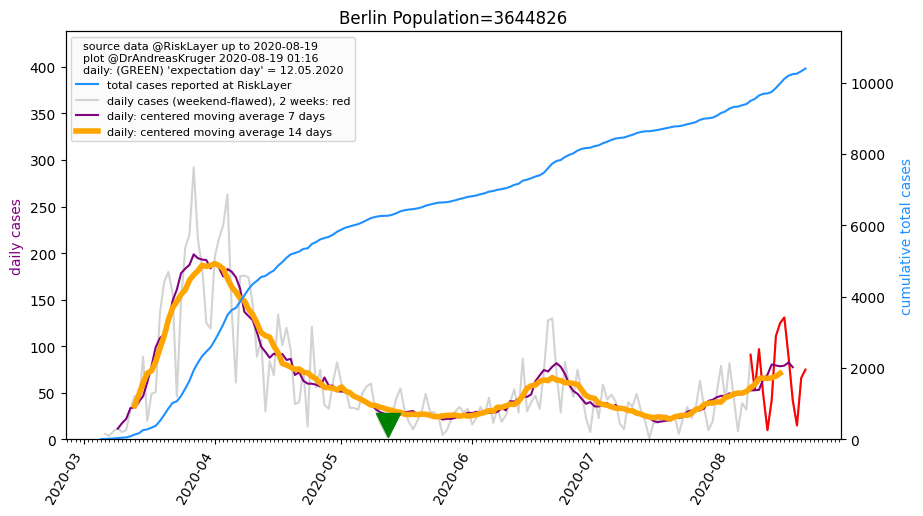 Berlin Population=3644826
source data @RiskLayer up to 2020-08-19
plot @DrAndreasKruger 2020-08-19 01:16
daily: (GREEN) 'expectation day' = 12.05.2020
total cases reported at RiskLayer
daily cases (weekend-flawed), 2 weeks: red
daily: centered moving average 7 days
daily: centered moving average 14 days
daily cases
400
350
300
250
200
150
100
50
0
cumulative total cases
10000
8000
6000
4000
2000
0
2020-03
2020-04
2020-05
2020-06
2020-07
2020-08